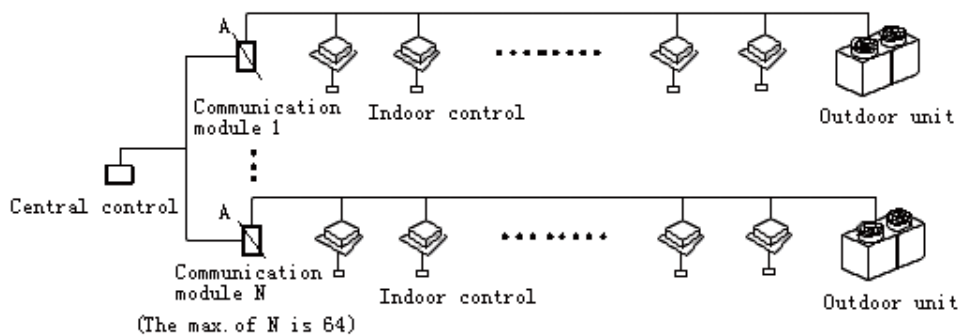 A
Communication
module 1
Indoor control
Outdoor unit
Central control
A
Communication
module N
Indoor control
Outdoor unit
(The max.of N is 64)